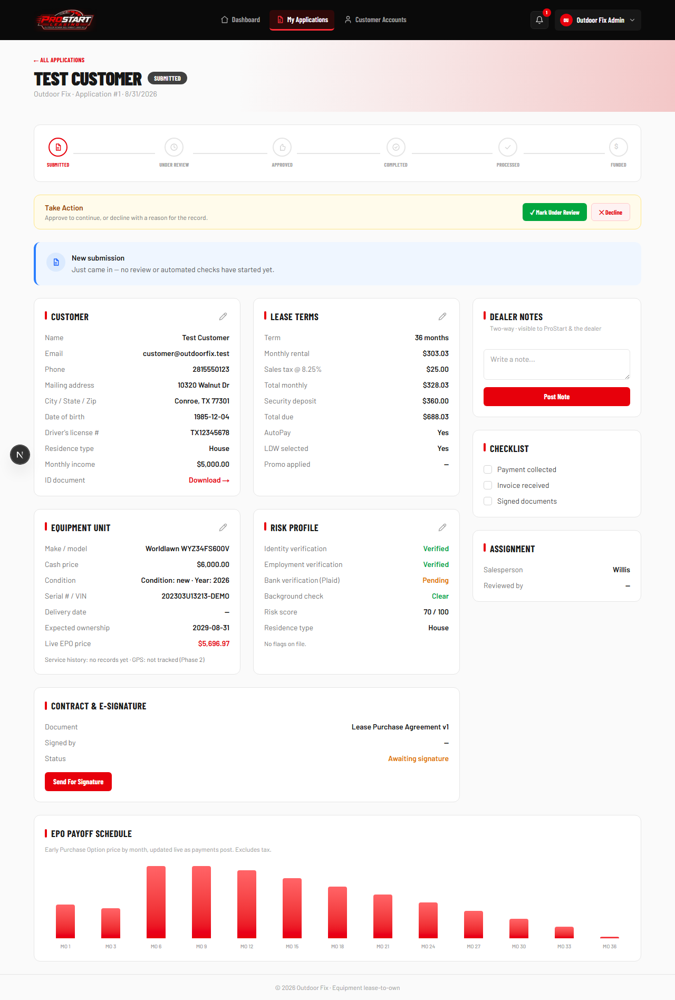 PROSTART
LEASING
Dashboard
My Applications
Customer Accounts
1
OU
Outdoor Fix Admin
← ALL APPLICATIONS
TEST CUSTOMER
SUBMITTED
Outdoor Fix · Application #1 · 8/31/2026
SUBMITTED
UNDER REVIEW
APPROVED
COMPLETED
PROCESSED
$
FUNDED
Take Action
Approve to continue, or decline with a reason for the record.
✓ Mark Under Review
✕ Decline
New submission
Just came in — no review or automated checks have started yet.
CUSTOMER
Name Test Customer
Email customer@outdoorfix.test
Phone 2815550123
Mailing address 10320 Walnut Dr
City / State / Zip Conroe, TX 77301
Date of birth 1985-12-04
Driver's license # TX12345678
Residence type House
Monthly income $5,000.00
ID document Download →
LEASE TERMS
Term 36 months
Monthly rental $303.03
Sales tax @ 8.25% $25.00
Total monthly $328.03
Security deposit $360.00
Total due $688.03
AutoPay Yes
LDW selected Yes
Promo applied —
DEALER NOTES
Two-way · visible to ProStart & the dealer
Write a note...
Post Note
CHECKLIST
Payment collected
Invoice received
Signed documents
N
EQUIPMENT UNIT
Make / model Worldlawn WYZ34FS600V
Cash price $6,000.00
Condition Condition: new · Year: 2026
Serial # / VIN 202303U13213-DEMO
Delivery date —
Expected ownership 2029-08-31
Live EPO price $5,696.97
Service history: no records yet · GPS: not tracked (Phase 2)
RISK PROFILE
Identity verification Verified
Employment verification Verified
Bank verification (Plaid) Pending
Background check Clear
Risk score 70 / 100
Residence type House
No flags on file.
ASSIGNMENT
Salesperson Willis
Reviewed by —
CONTRACT & E-SIGNATURE
Document Lease Purchase Agreement v1
Signed by —
Status Awaiting signature
Send For Signature
EPO PAYOFF SCHEDULE
Early Purchase Option price by month, updated live as payments post. Excludes tax.
MO 1 MO 3 MO 6 MO 9 MO 12 MO 15 MO 18 MO 21 MO 24 MO 27 MO 30 MO 33 MO 36
© 2026 Outdoor Fix · Equipment lease-to-own